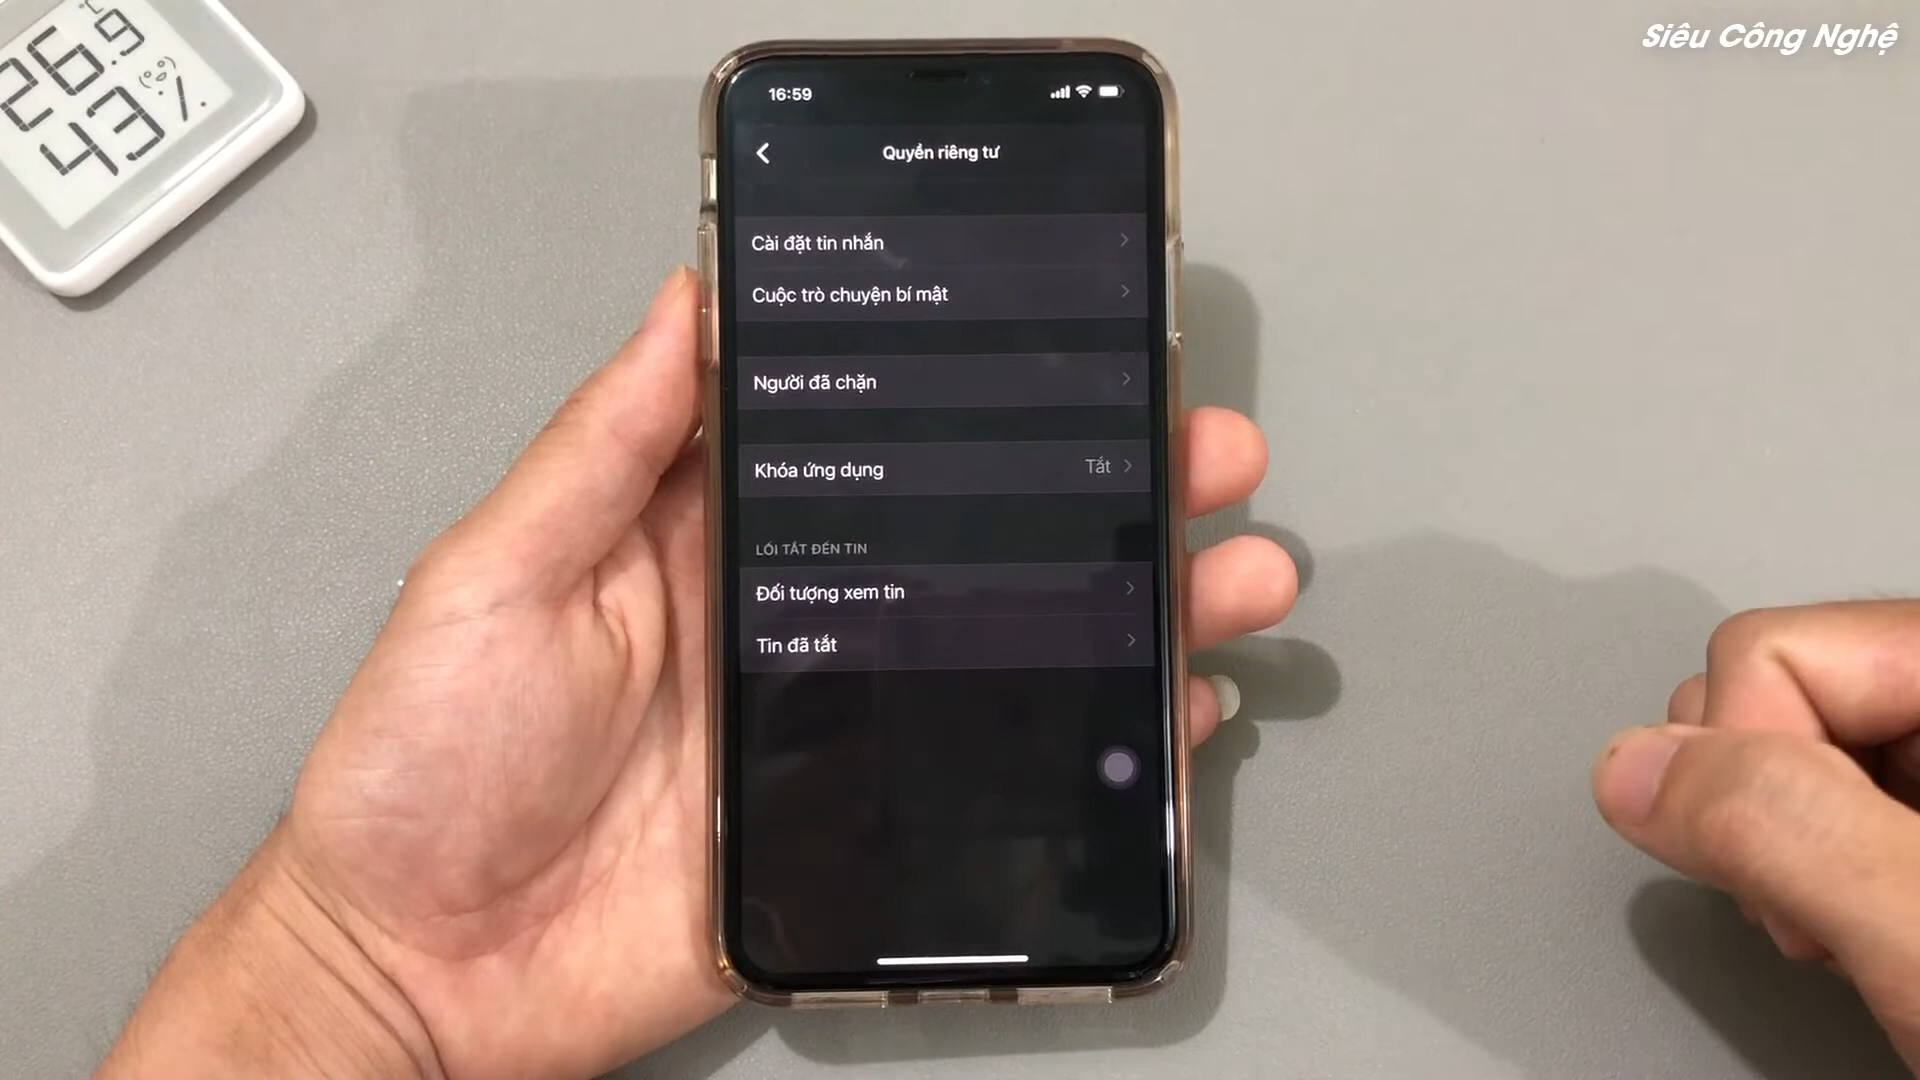 Siêu Công Nghệ
26.9
°C
43%
16:59
Quyền riêng tư
Cài đặt tin nhắn
Cuộc trò chuyện bí mật
Người đã chặn
Khóa ứng dụng Tắt
LỐI TẮT ĐẾN TIN
Đối tượng xem tin
Tin đã tắt